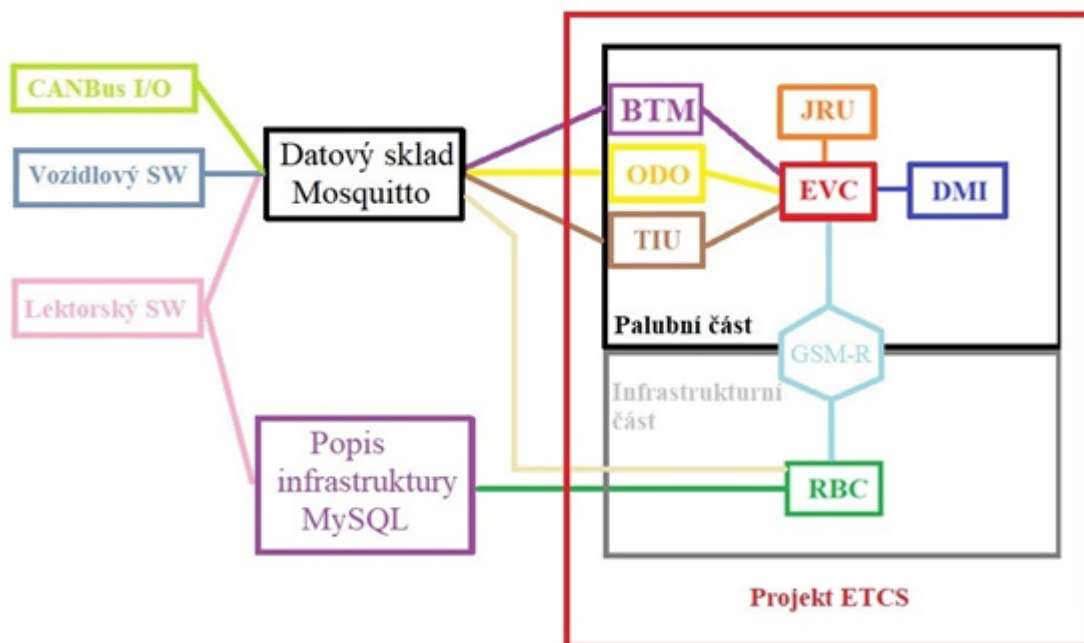 CANBus I/O
Vozidlový SW
Lektorský SW
Datový sklad
Mosquitto
Popis
infrastruktury
MySQL
BTM
ODO
TIU
JRU
EVC
DMI
Palubní část
GSM-R
Infrastrukturní
část
RBC
Projekt ETCS